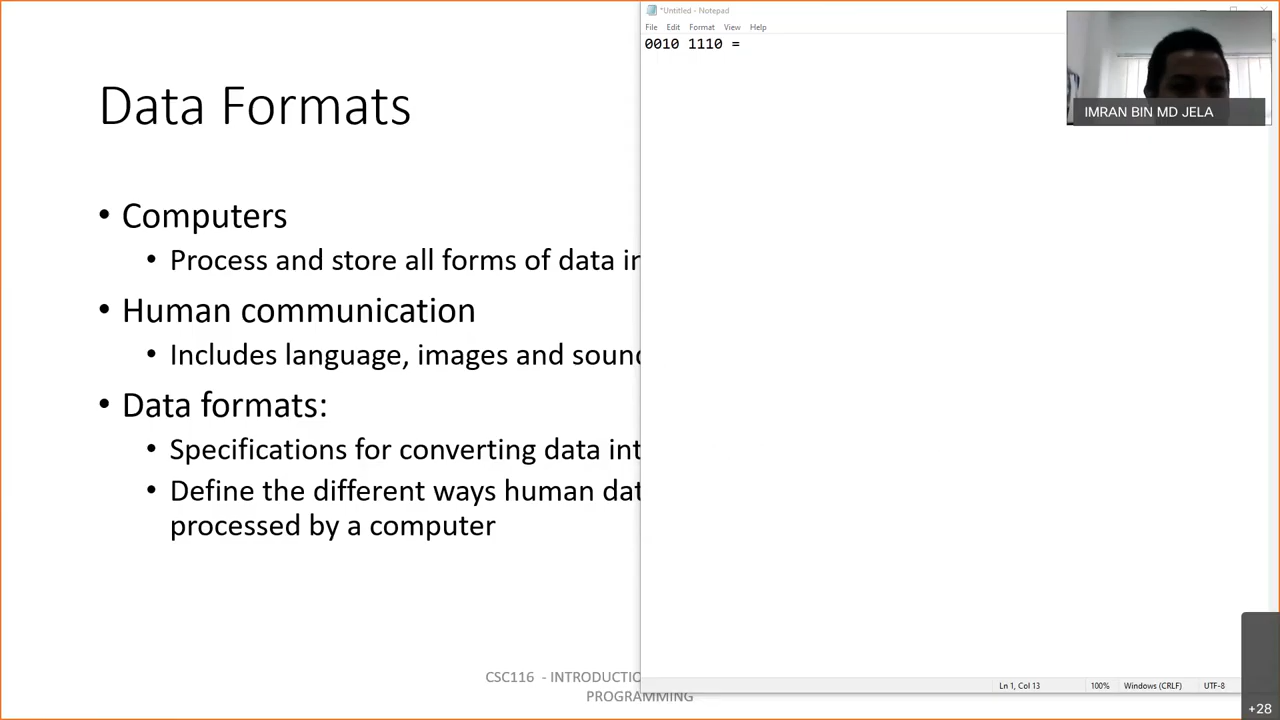 Data Formats
• Computers
• Process and store all forms of data in
• Human communication
• Includes language, images and sound
• Data formats:
• Specifications for converting data int
• Define the different ways human dat
processed by a computer
CSC116 - INTRODUCTIO
PROGRAMMING
*Untitled - Notepad
File Edit Format View Help
0010 1110 =
IMRAN BIN MD JELA
Ln 1, Col 13 100% Windows (CRLF) UTF-8
+28